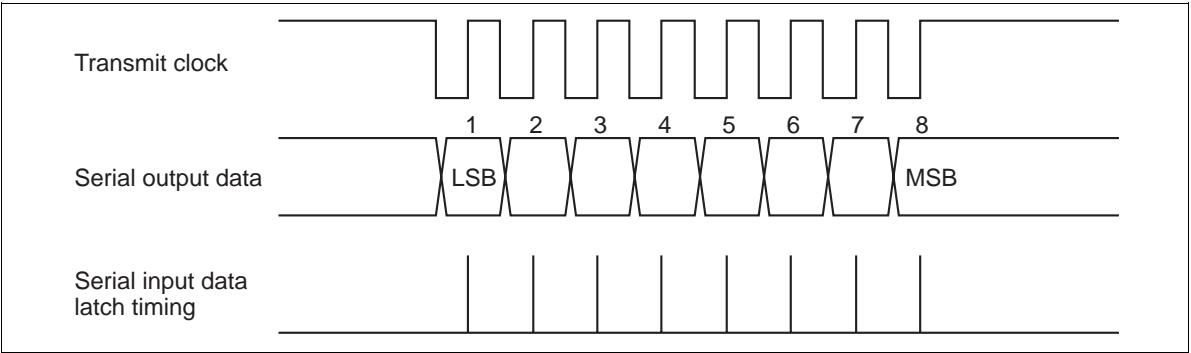 Transmit clock
1 2 3 4 5 6 7 8
Serial output data
LSB
MSB
Serial input data
latch timing